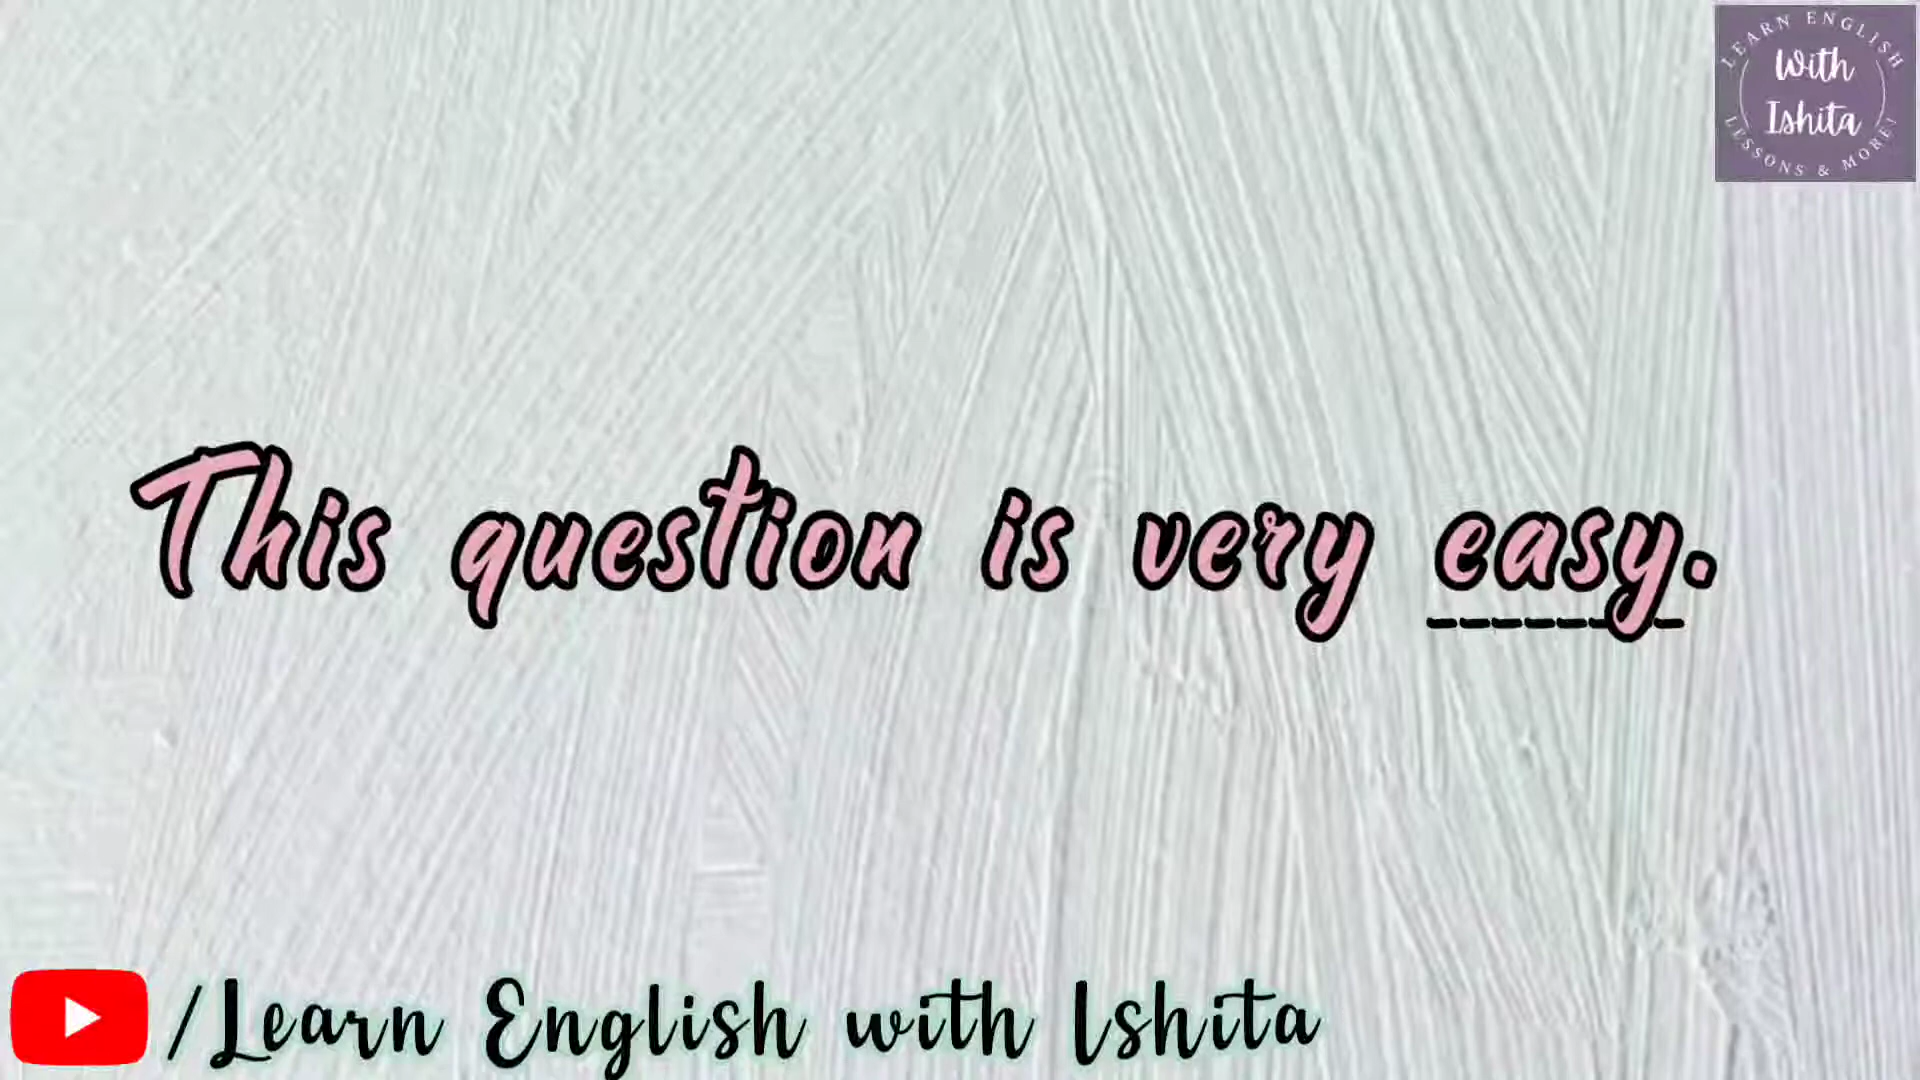 LEARN ENGLISH
With
Ishita
LESSONS & MORE!
This question is very easy.
/Learn English with Ishita